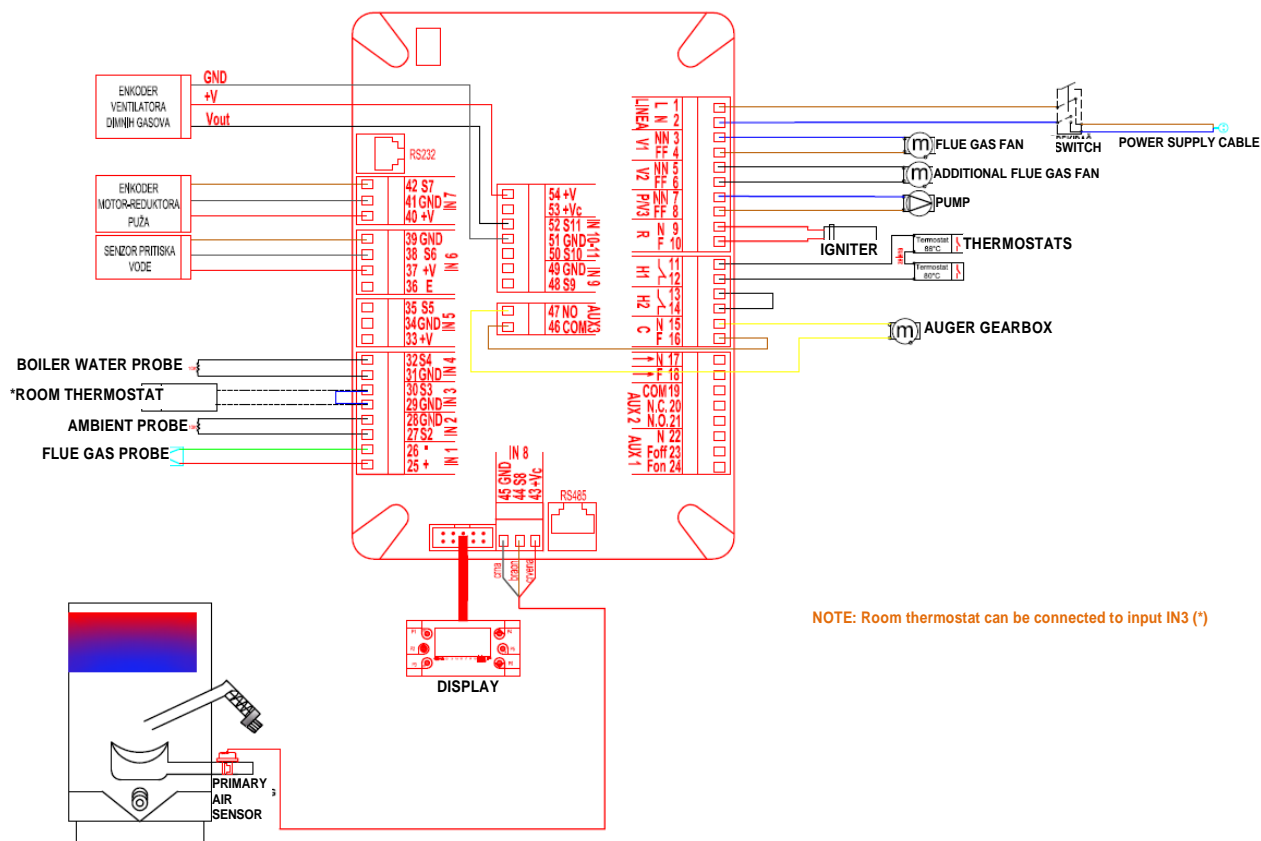 GND
+V
Vout
ENKODER
VENTILATORA
DIMNIH GASOVA
RS232
ENKODER
MOTOR-REDUKTORA
PUŽA
SENZOR PRITISKA
VODE
42 S7
41 GND
40 +V
IN 7
39 GND
38 S6
37 +V
36 E
IN 6
35 S5
34 GND
33 +V
IN 5
32 S4
31 GND
IN 4
30 S3
29 GND
IN 3
28 GND
27 S2
IN 2
26 -
25 +
IN 1
BOILER WATER PROBE
*ROOM THERMOSTAT
AMBIENT PROBE
FLUE GAS PROBE
54 +V
53 +Vc
52 S11
51 GND
50 S10
49 GND
48 S9
IN 10-11
IN 9
47 NO
46 COM
AUX3
LINEA
L 1
N 2
V1
NN 3
FF 4
V2
NN 5
FF 6
P/V3
NN 7
FF 8
R
N 9
F 10
H1
11
12
H2
13
14
C
N 15
F 16
N 17
F 18
COM 19
N.C. 20
N.O. 21
AUX 2
N 22
Foff 23
Fon 24
AUX 1
SWITCH
POWER SUPPLY CABLE
m
FLUE GAS FAN
m
ADDITIONAL FLUE GAS FAN
PUMP
IGNITER
Termostat
Termostat
80°C
THERMOSTATS
m
AUGER GEARBOX
IN 8
45 GND
44 S8
43+Vc
RS485
crna
braon
crvena
DISPLAY
NOTE: Room thermostat can be connected to input IN3 (*)
PRIMARY
AIR
SENSOR